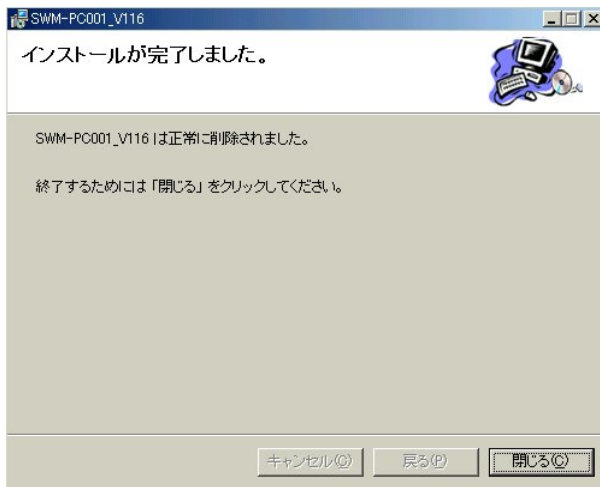 SWM-PC001_V116
インストールが完了しました。
SWM-PC001_V116 は正常に削除されました。
終了するためには「閉じる」をクリックしてください。
キャンセル(C) 戻る(P) 閉じる(C)